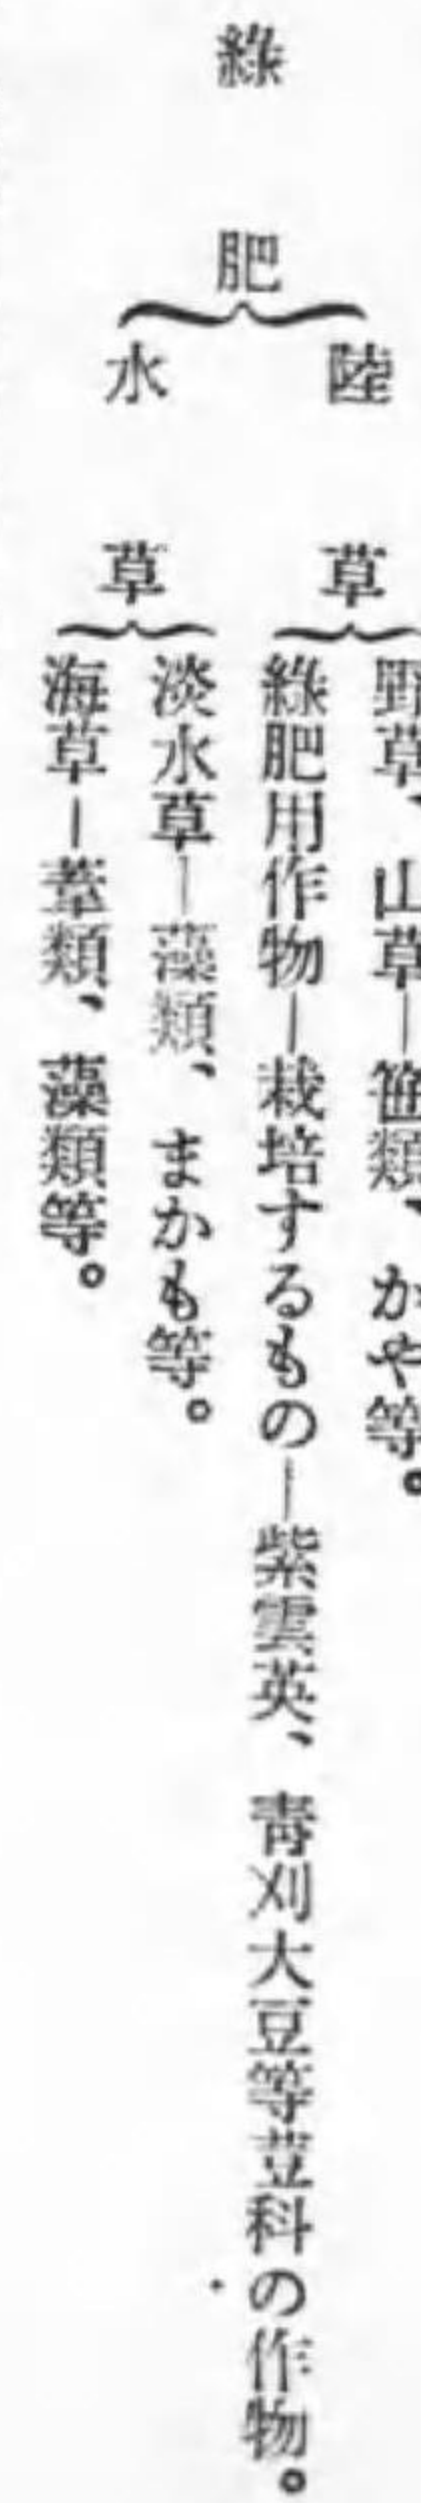 綠肥
陸草
野草、山草―笹類、かや等。
綠肥用作物―栽培するもの―紫雲英、靑刈大豆等荳科の作物。
水草
淡水草―藻類、まかも等。
海草―葦類、藻類等。